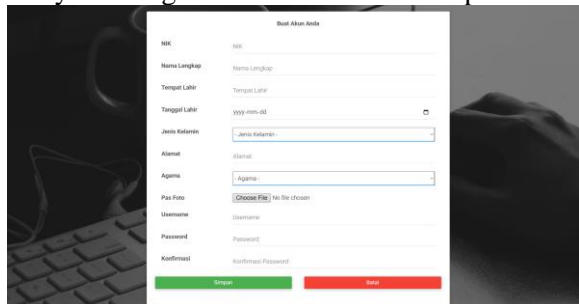 Buat Akun Anda
NIK NIK
Nama Lengkap Nama Lengkap
Tempat Lahir Tempat Lahir
Tanggal Lahir yyyy-mm-dd
Jenis Kelamin - Jenis Kelamin -
Alamat Alamat
Agama - Agama -
Pas Foto Choose File No file chosen
Username Username
Password Password
Konfirmasi Konfirmasi Password
Simpan Batal